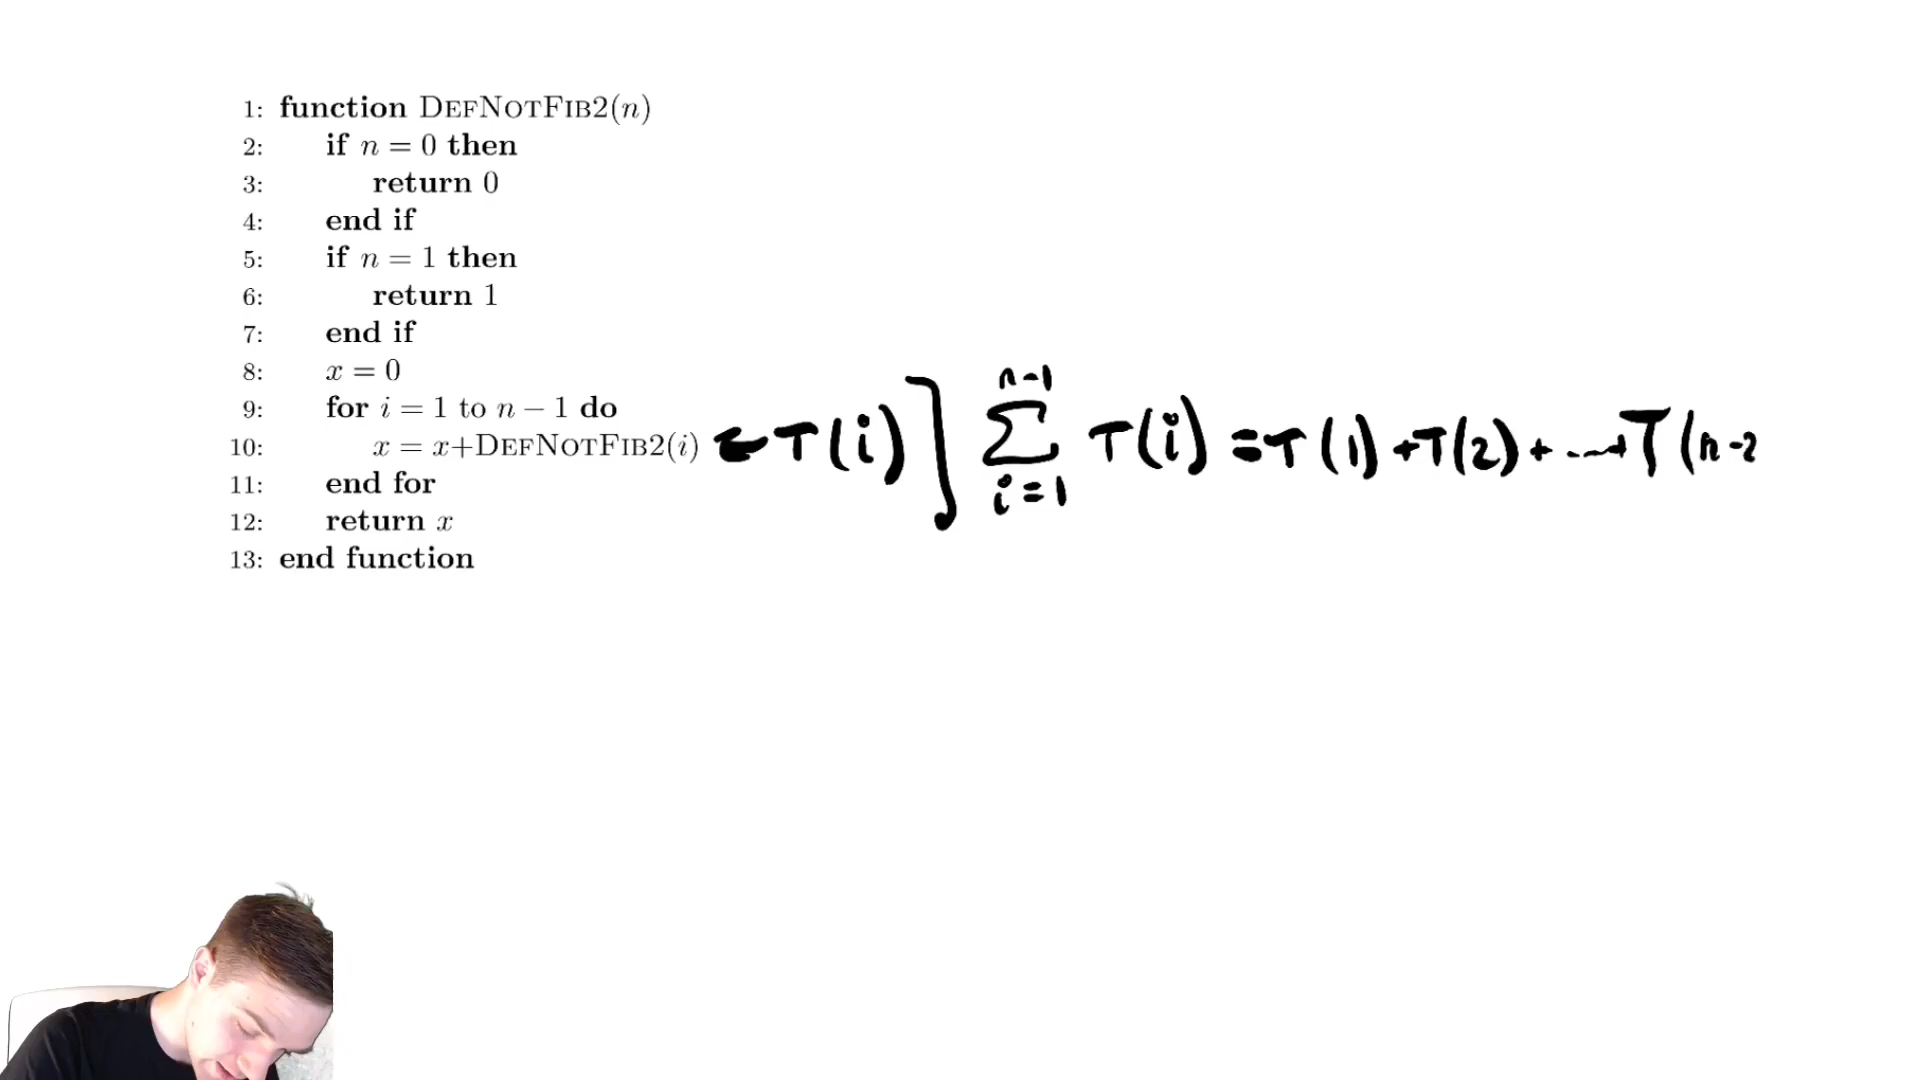 1: function DEFNOTFIB2(n)
2: if n = 0 then
3: return 0
4: end if
5: if n = 1 then
6: return 1
7: end if
8: x = 0
9: for i = 1 to n − 1 do
10: x = x+DEFNOTFIB2(i) ← T(i) ] n-1 ∑ i=1 T(i) = T(1) + T(2) + ... + T(n-2
11: end for
12: return x
13: end function